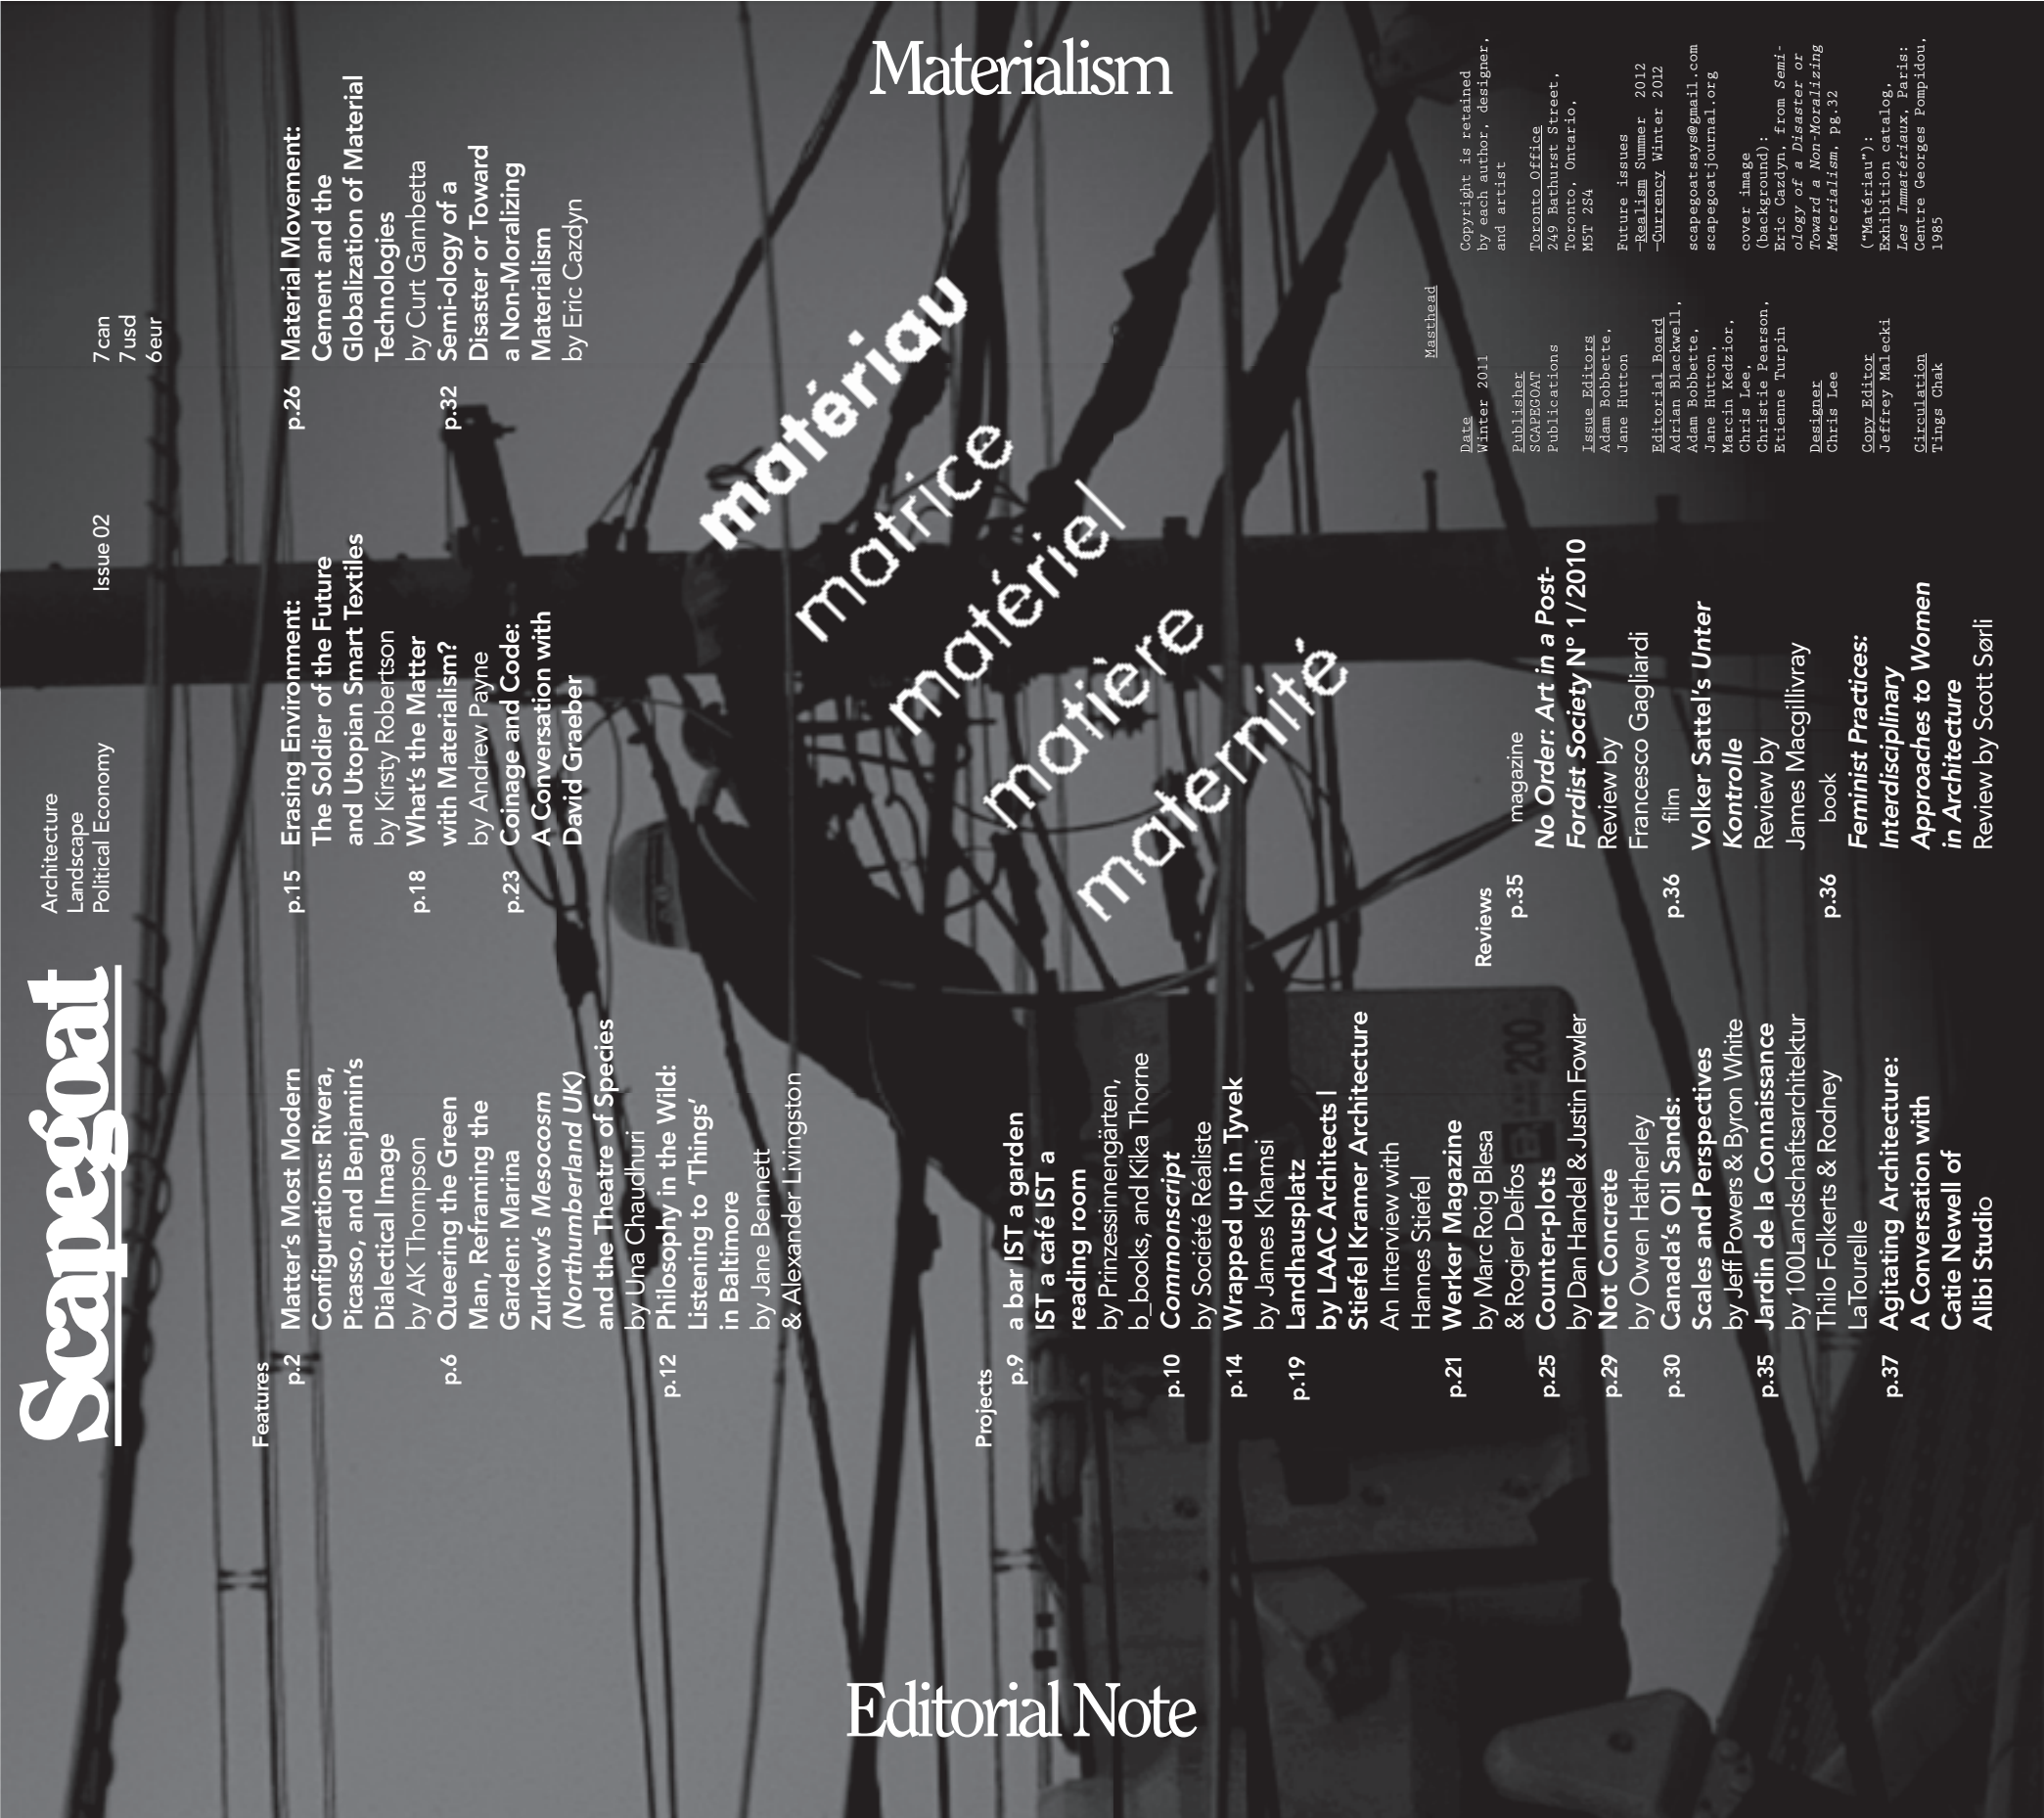 Materialism
Scapegoat
Architecture
Landscape
Political Economy
Issue 02
7can
7usd
6eur
Features
p.2 Matter's Most Modern
Configurations: Rivera,
Picasso, and Benjamin's
Dialectical Image
by AK Thompson
p.6 Queering the Green
Man, Reframing the
Garden: Marina
Zurkow's Mesocosm
(Northumberland UK)
and the Theatre of Species
by Una Chaudhuri
p.12 Philosophy in the Wild:
Listening to 'Things'
in Baltimore
by Jane Bennett
& Alexander Livingston
p.15 Erasing Environment:
The Soldier of the Future
and Utopian Smart Textiles
by Kirsty Robertson
p.18 What's the Matter
with Materialism?
by Andrew Payne
p.23 Coinage and Code:
A Conversation with
David Graeber
p.26 Material Movement:
Cement and the
Globalization of Material
Technologies
by Curt Gambetta
p.32 Semi-ology of a
Disaster or Toward
a Non-Moralizing
Materialism
by Eric Cazdyn
matériau
matrice
matériel
matière
maternité
Projects
p.9 a bar IST a garden
IST a café IST a
reading room
by Prinzessinnengärten,
b_books, and Kika Thorne
p.10 Commonscript
by Société Réaliste
p.14 Wrapped up in Tyvek
by James Khamsi
p.19 Landhausplatz
by LAAC Architects |
Stiefel Kramer Architecture
An Interview with
Hannes Stiefel
p.21 Werker Magazine
by Marc Roig Blesa
& Rogier Delfos
p.25 Counter-plots
by Dan Handel & Justin Fowler
p.29 Not Concrete
by Owen Hatherley
p.30 Canada's Oil Sands:
Scales and Perspectives
by Jeff Powers & Byron White
p.35 Jardin de la Connaissance
by 100Landschaftsarchitektur
Thilo Folkerts & Rodney
LaTourelle
p.37 Agitating Architecture:
A Conversation with
Catie Newell of
Alibi Studio
Reviews
p.35 magazine
No Order: Art in a Post-
Fordist Society N° 1/2010
Review by
Francesco Gagliardi
p.36 film
Volker Sattel's Unter
Kontrolle
Review by
James Macgillivray
p.36 book
Feminist Practices:
Interdisciplinary
Approaches to Women
in Architecture
Review by Scott Sørli
Masthead
Date
Winter 2011
Publisher
SCAPEGOAT
Publications
Issue Editors
Adam Bobbette,
Jane Hutton
Editorial Board
Adrian Blackwell,
Adam Bobbette,
Jane Hutton,
Marcin Kedzior,
Chris Lee,
Christie Pearson,
Etienne Turpin
Designer
Chris Lee
Copy Editor
Jeffrey Malecki
Circulation
Tings Chak
Copyright is retained
by each author, designer,
and artist
Toronto Office
249 Bathurst Street,
Toronto, Ontario,
M5T 2S4
Future issues
—Realism Summer 2012
—Currency Winter 2012
scapegoatsays@gmail.com
scapegoatjournal.org
cover image
(background):
Eric Cazdyn, from Semi-
ology of a Disaster or
Toward a Non-Moralizing
Materialism, pg.32
("Matériau"):
Exhibition catalog,
Les Immatériaux, Paris:
Centre Georges Pompidou,
1985
200
Editorial Note